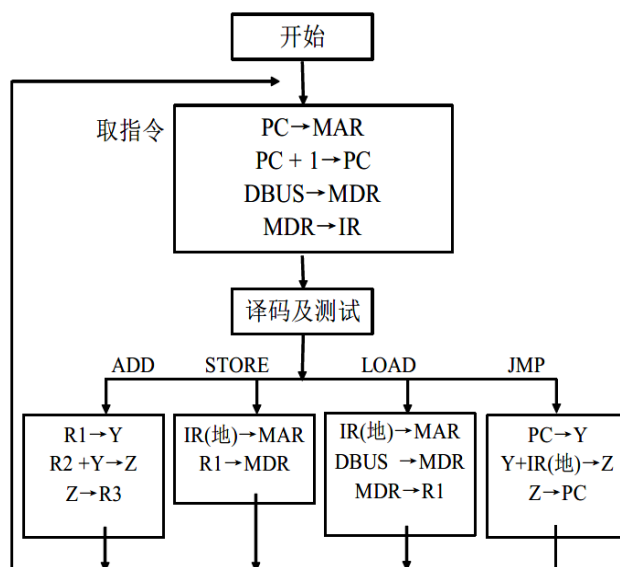 开始
取指令
PC→MAR
PC + 1→PC
DBUS→MDR
MDR→IR
译码及测试
ADD STORE LOAD JMP
R1→Y
R2 +Y→Z
Z→R3
IR(地)→MAR
R1→MDR
IR(地)→MAR
DBUS →MDR
MDR→R1
PC→Y
Y+IR(地)→Z
Z→PC